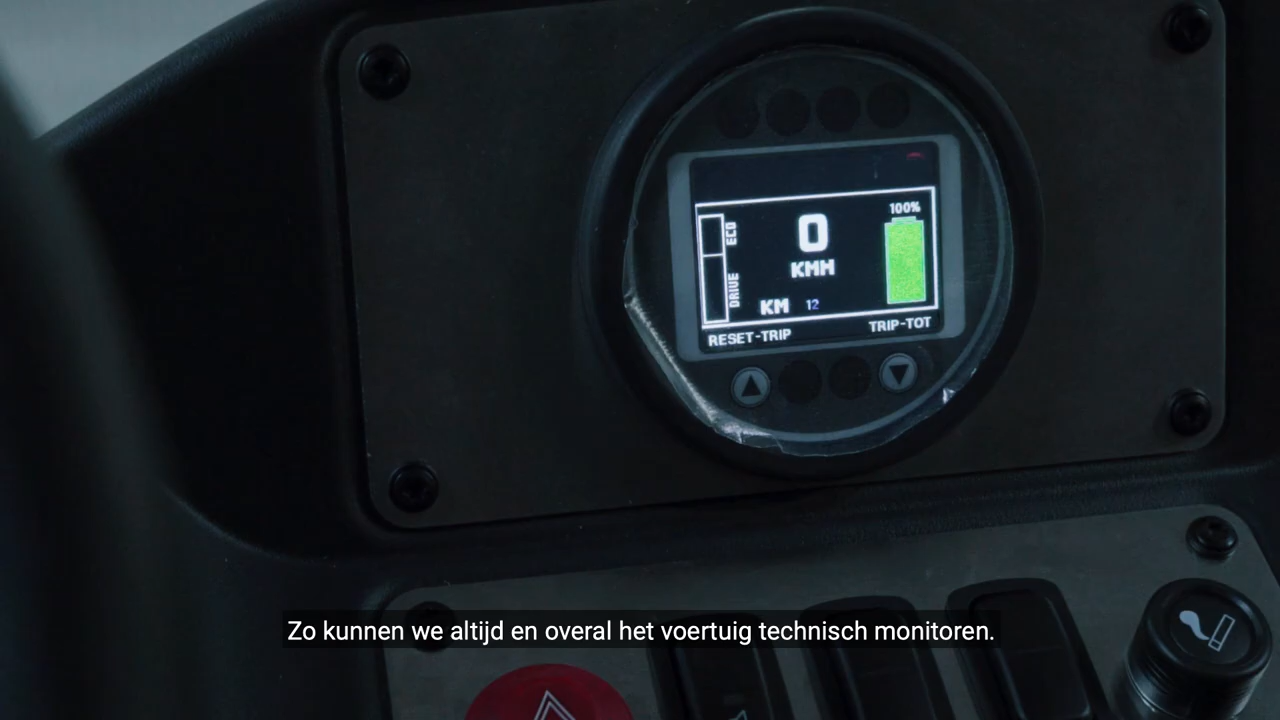 100%
0
ECO
KMH
DRIVE
KM 12
RESET-TRIP
TRIP-TOT
Zo kunnen we altijd en overal het voertuig technisch monitoren.